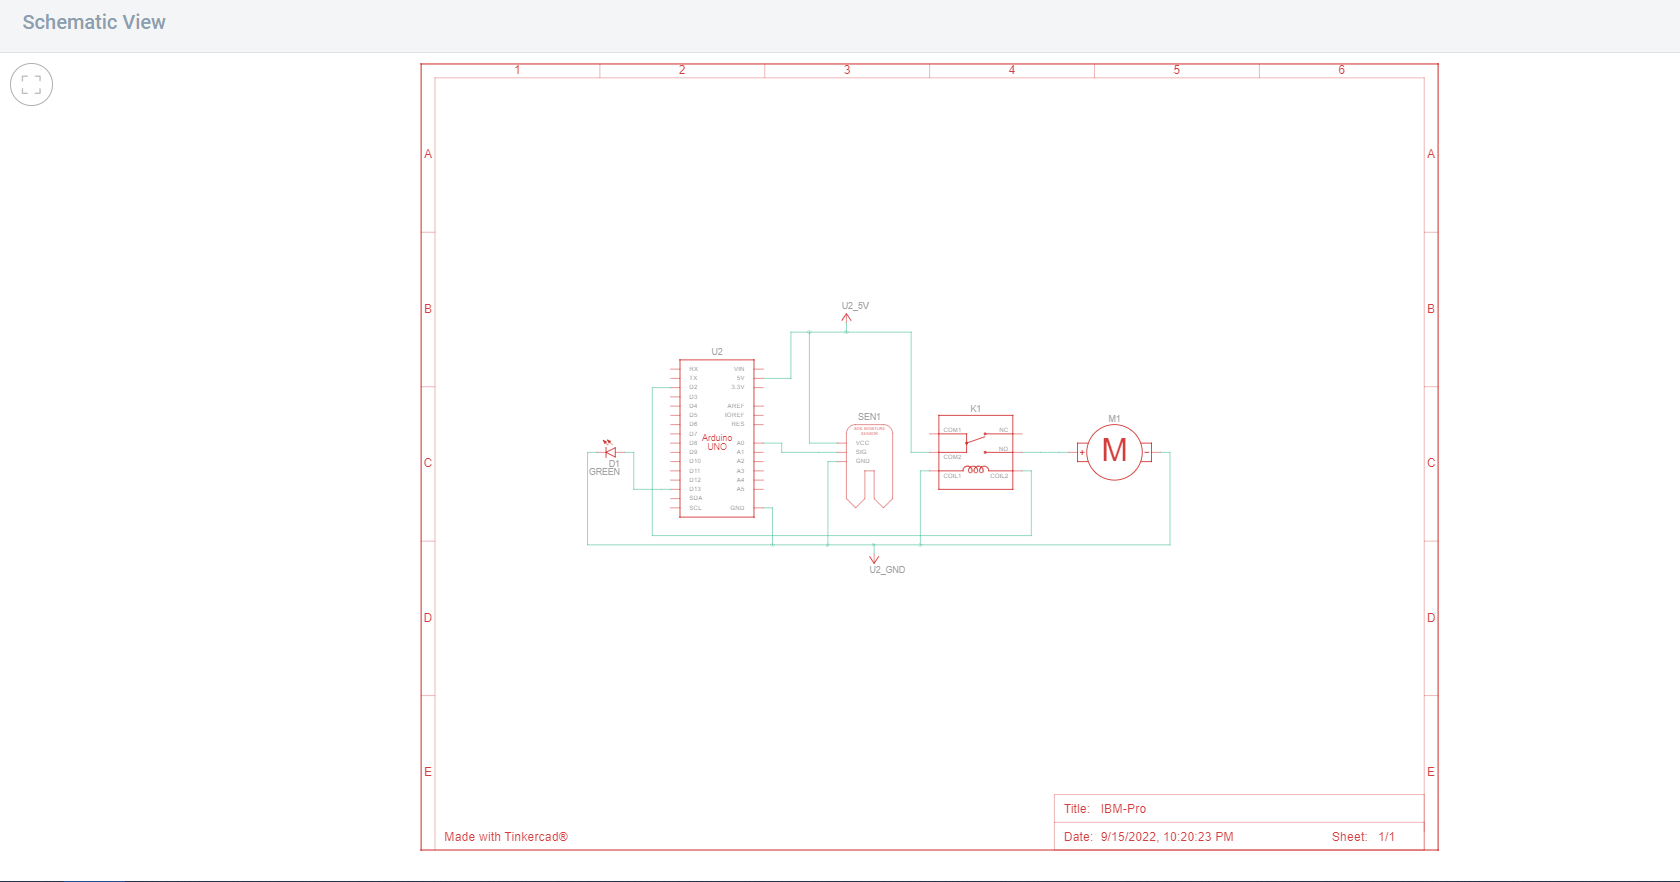 Schematic View
1 2 3 4 5 6
A A
B B
C C
D D
E E
U2_5V
U2
RX VIN
TX 5V
D2 3.3V
D3
D4 AREF
D5 IOREF
D6 RES
D7
D8 A0
D9 A1
D10 A2
D11 A3
D12 A4
D13 A5
SDA
SCL GND
Arduino
UNO
D1
GREEN
SEN1
SOIL MOISTURE
SENSOR
VCC
SIG
GND
K1
COM1 NC
NO
COM2
COIL1 COIL2
M1
+ M -
U2_GND
Title: IBM-Pro
Made with Tinkercad®
Date: 9/15/2022, 10:20:23 PM Sheet: 1/1